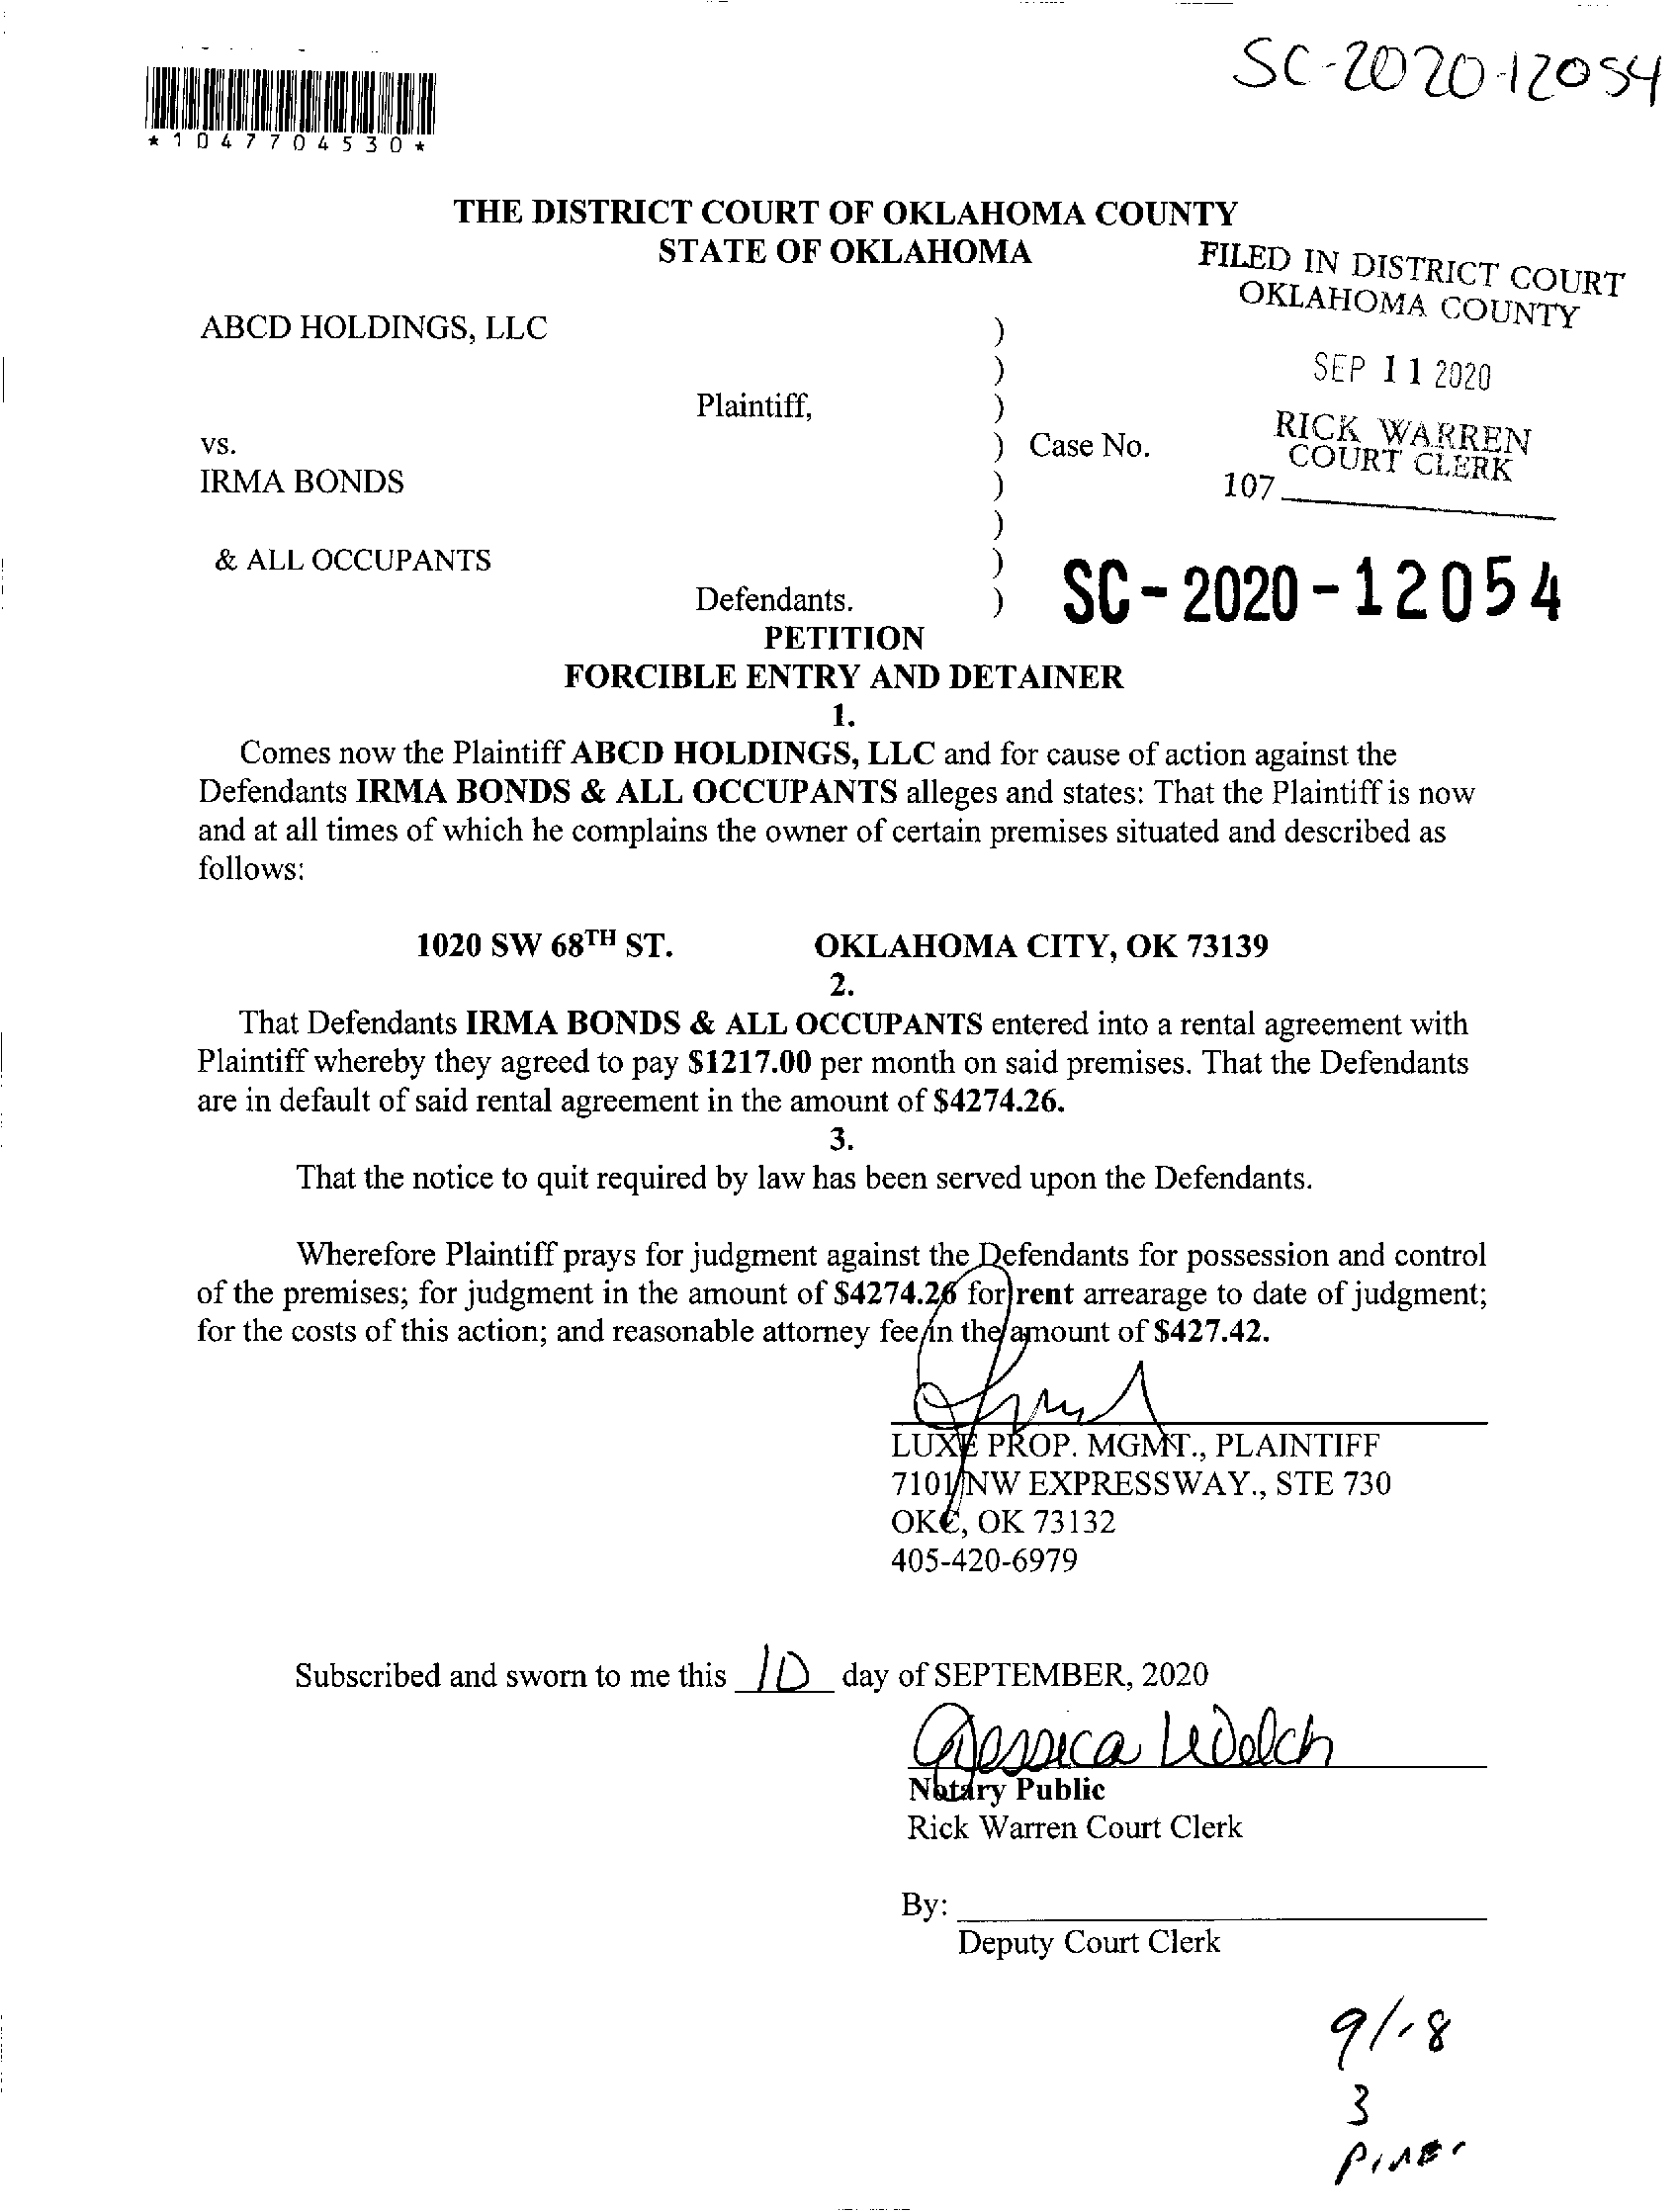 SC-2020-12054
*1047704530*
THE DISTRICT COURT OF OKLAHOMA COUNTY
STATE OF OKLAHOMA
FILED IN DISTRICT COURT
OKLAHOMA COUNTY
ABCD HOLDINGS, LLC )
)
SEP 11 2020
Plaintiff, )
RICK WARREN
COURT CLERK
vs. ) Case No.
IRMA BONDS )
107
)
& ALL OCCUPANTS )
SC-2020-12054
Defendants. )
PETITION
FORCIBLE ENTRY AND DETAINER
1.
Comes now the Plaintiff ABCD HOLDINGS, LLC and for cause of action against the
Defendants IRMA BONDS & ALL OCCUPANTS alleges and states: That the Plaintiff is now
and at all times of which he complains the owner of certain premises situated and described as
follows:
1020 SW 68TH ST. OKLAHOMA CITY, OK 73139
2.
That Defendants IRMA BONDS & ALL OCCUPANTS entered into a rental agreement with
Plaintiff whereby they agreed to pay $1217.00 per month on said premises. That the Defendants
are in default of said rental agreement in the amount of $4274.26.
3.
That the notice to quit required by law has been served upon the Defendants.
Wherefore Plaintiff prays for judgment against the Defendants for possession and control
of the premises; for judgment in the amount of $4274.26 for rent arrearage to date of judgment;
for the costs of this action; and reasonable attorney fee in the amount of $427.42.
LUXE PROP. MGMT., PLAINTIFF
7101 NW EXPRESSWAY., STE 730
OKC, OK 73132
405-420-6979
Subscribed and sworn to me this 10 day of SEPTEMBER, 2020
Jessica Welch
Notary Public
Rick Warren Court Clerk
By:
Deputy Court Clerk
9/18
3